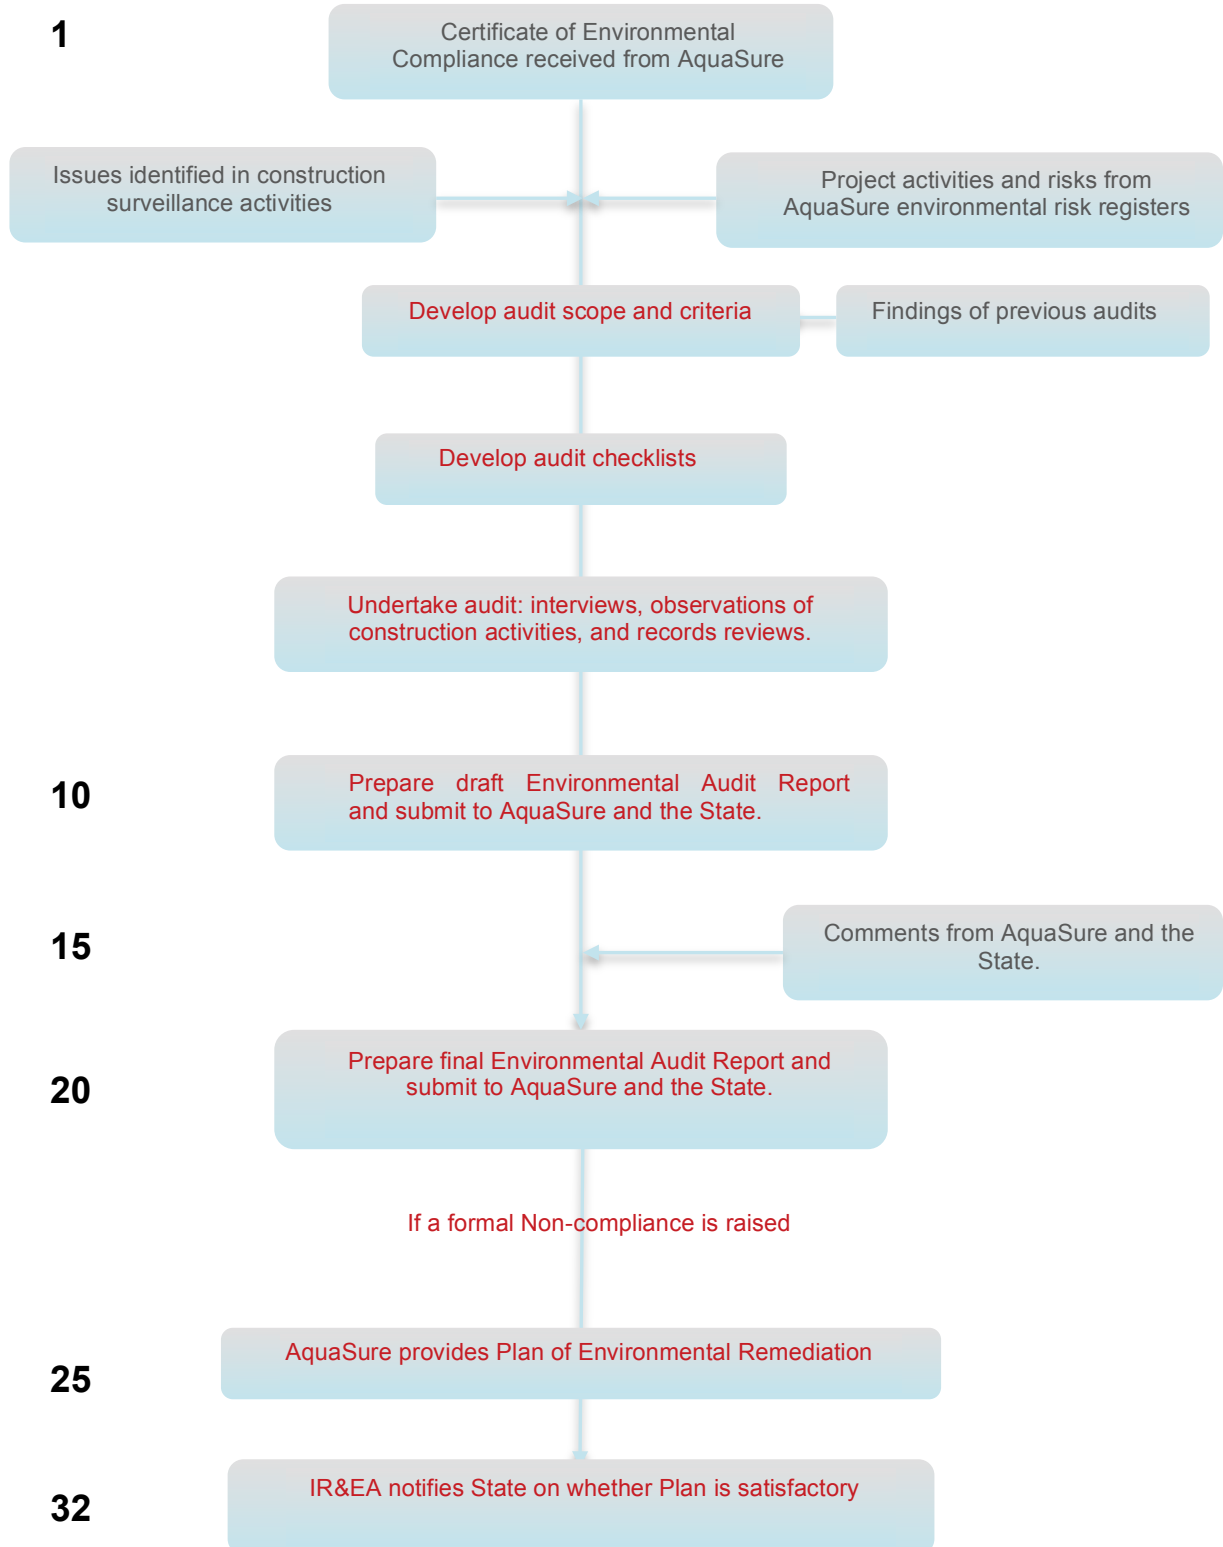 1
Certificate of Environmental
Compliance received from AquaSure
Issues identified in construction
surveillance activities
Project activities and risks from
AquaSure environmental risk registers
Develop audit scope and criteria
Findings of previous audits
Develop audit checklists
Undertake audit: interviews, observations of
construction activities, and records reviews.
10
Prepare draft Environmental Audit Report
and submit to AquaSure and the State.
15
Comments from AquaSure and the
State.
20
Prepare final Environmental Audit Report and
submit to AquaSure and the State.
If a formal Non-compliance is raised
25
AquaSure provides Plan of Environmental Remediation
32
IR&EA notifies State on whether Plan is satisfactory